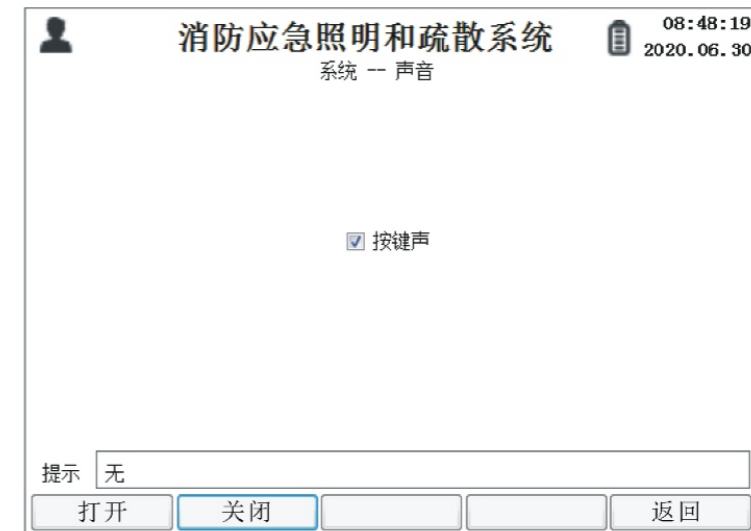 消防应急照明和疏散系统
08:48:19
2020.06.30
系统 -- 声音
按键声
提示 无
打开 关闭 返回